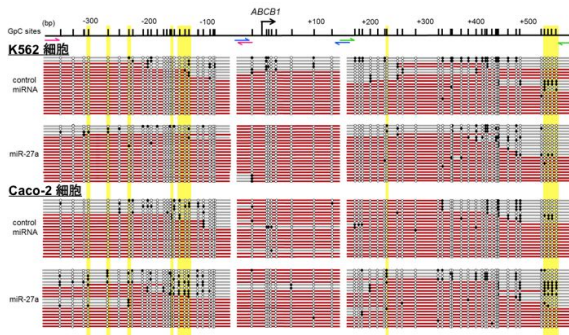 ABCB1
(bp) -300 -200 -100 +100 +200 +300 +400 +500
GpC sites
K562 細胞
control
miRNA
miR-27a
Caco-2 細胞
control
miRNA
miR-27a